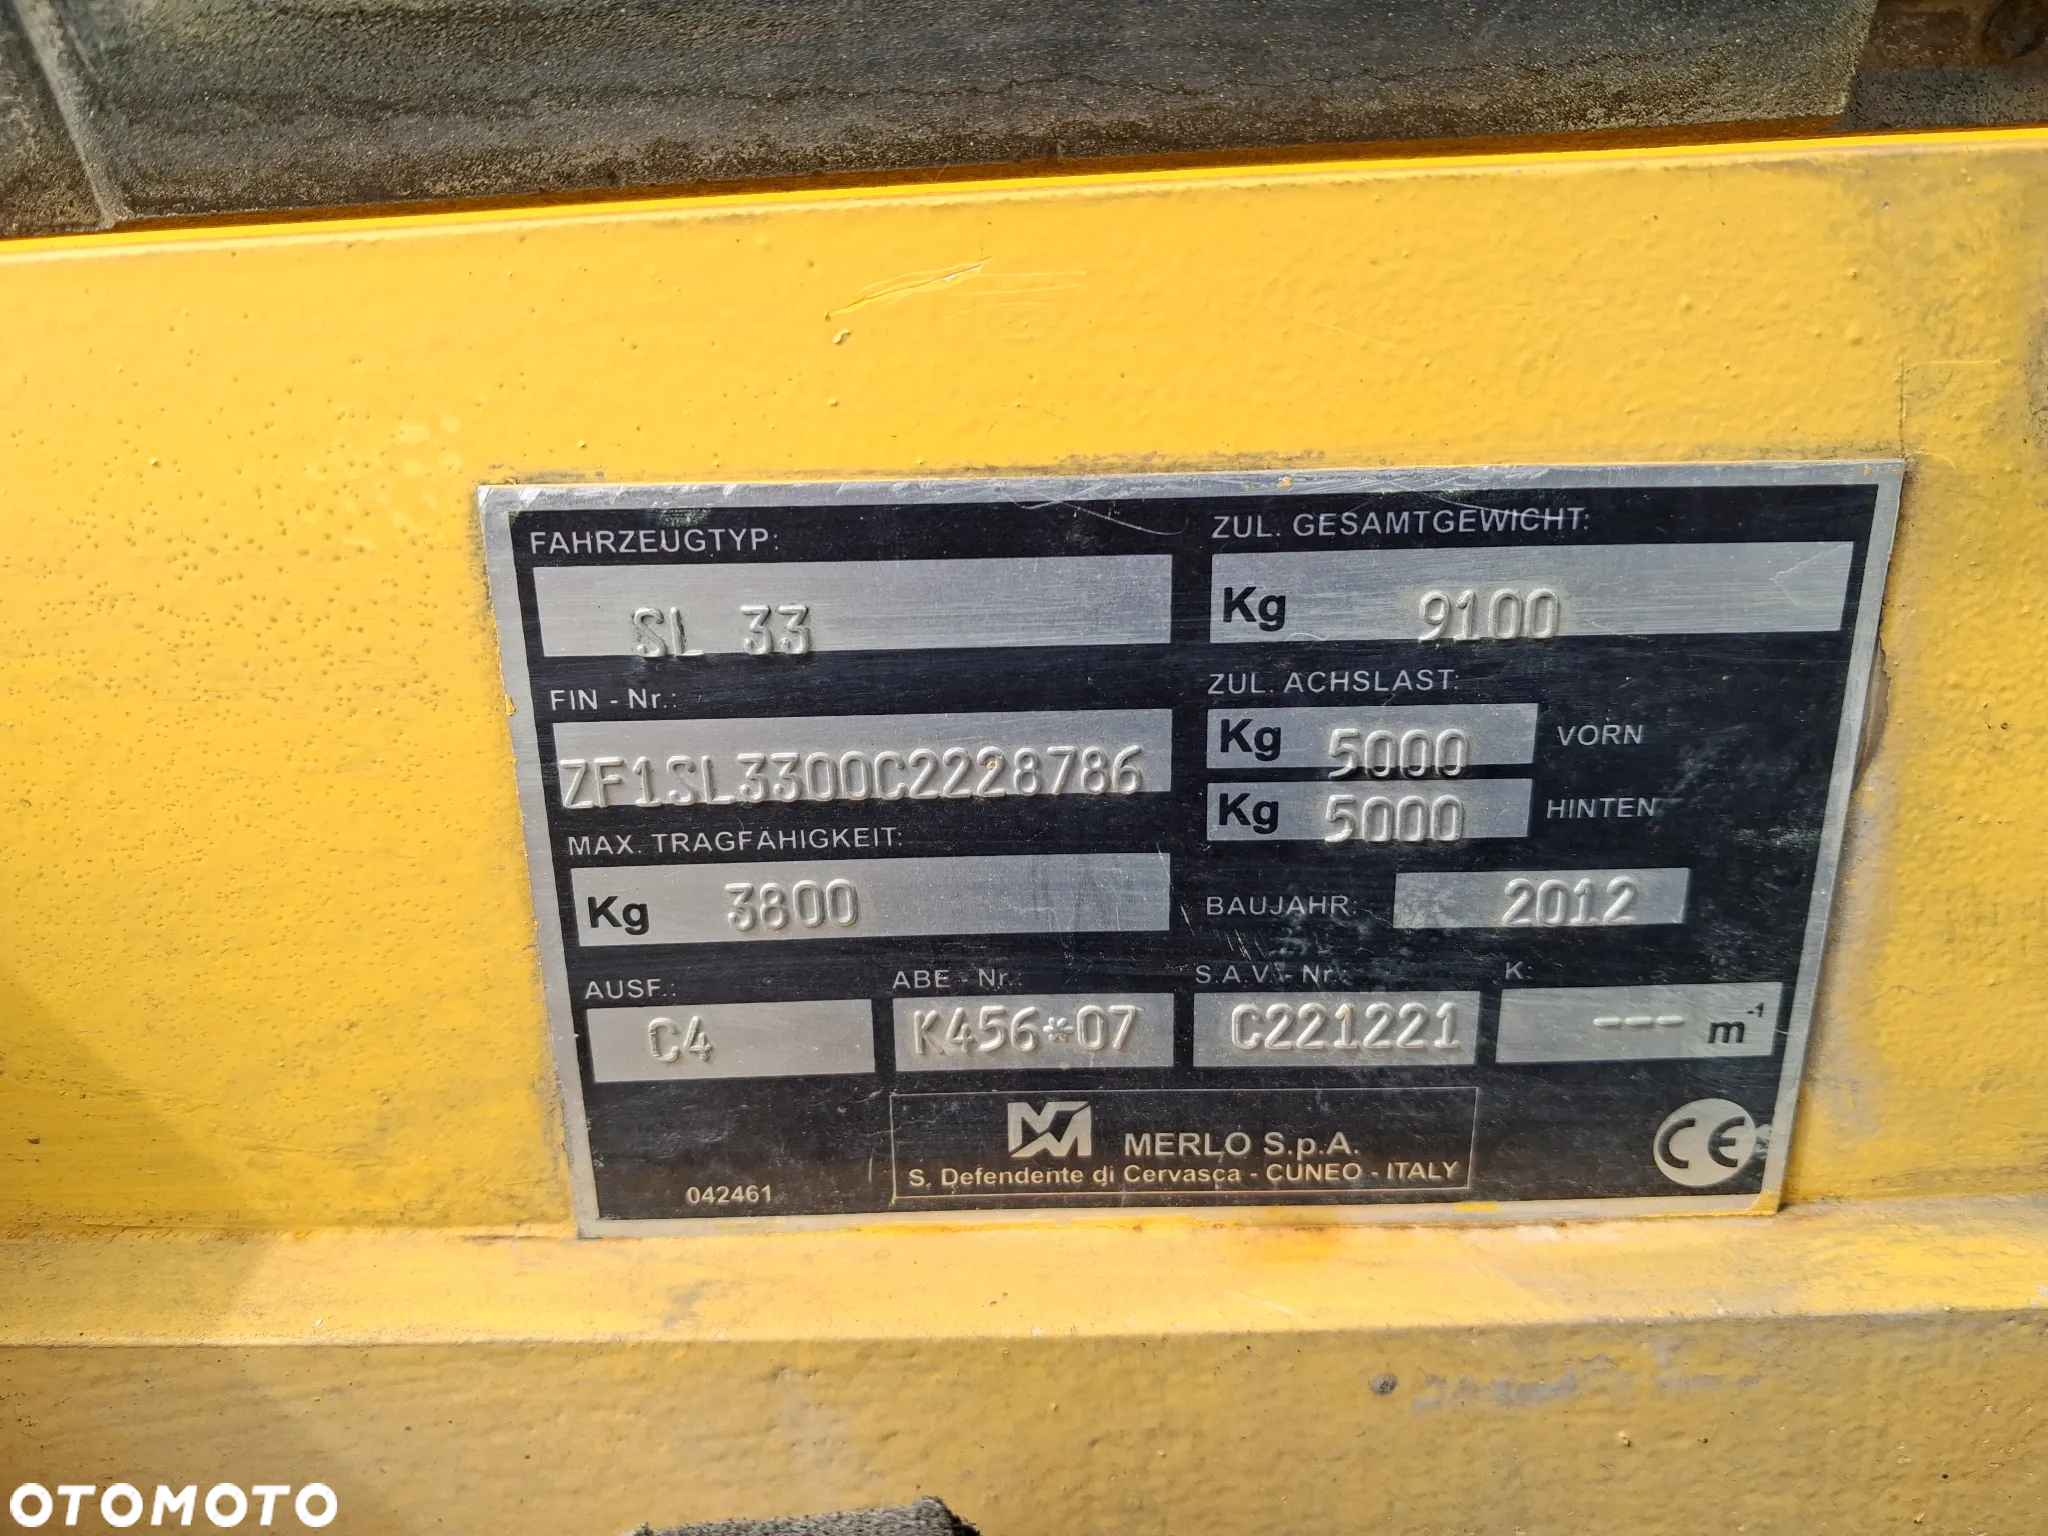 FAHRZEUGTYP:
SL 33
ZUL. GESAMTGEWICHT:
Kg 9100
FIN - Nr.:
ZF1SL3300C2228786
ZUL. ACHSLAST:
Kg 5000 VORN
Kg 5000 HINTEN
MAX. TRAGFAHIGKEIT:
Kg 3800
BAUJAHR: 2012
AUSF.:
C4
ABE - Nr.:
K456*07
S.A.V. - Nr.:
C221221
K:
--- m-1
MERLO S.p.A.
S. Defendente di Cervasca - CUNEO - ITALY
042461
CE
OTOMOTO